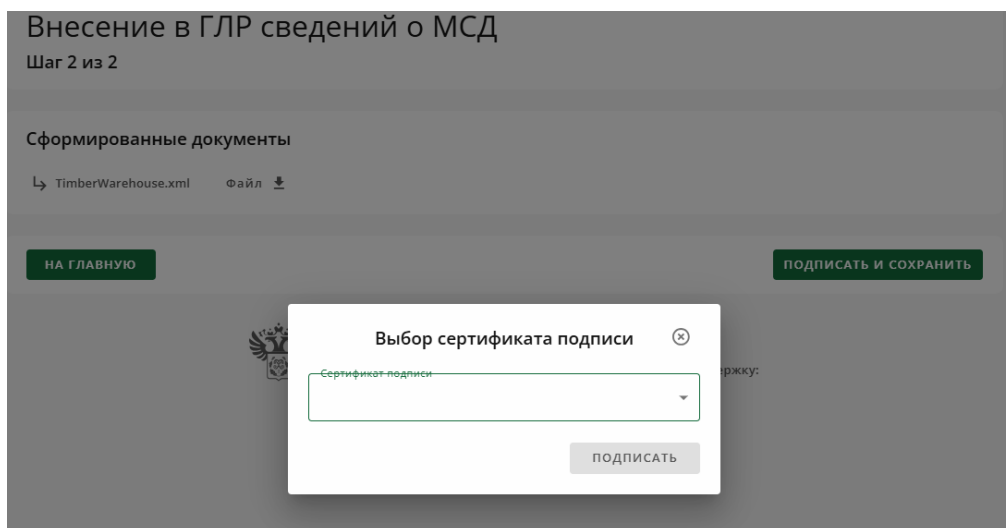 Внесение в ГЛР сведений о МСД
Шаг 2 из 2
Сформированные документы
TimberWarehouse.xml Файл
НА ГЛАВНУЮ
ПОДПИСАТЬ И СОХРАНИТЬ
Выбор сертификата подписи
Сертификат подписи
ПОДПИСАТЬ